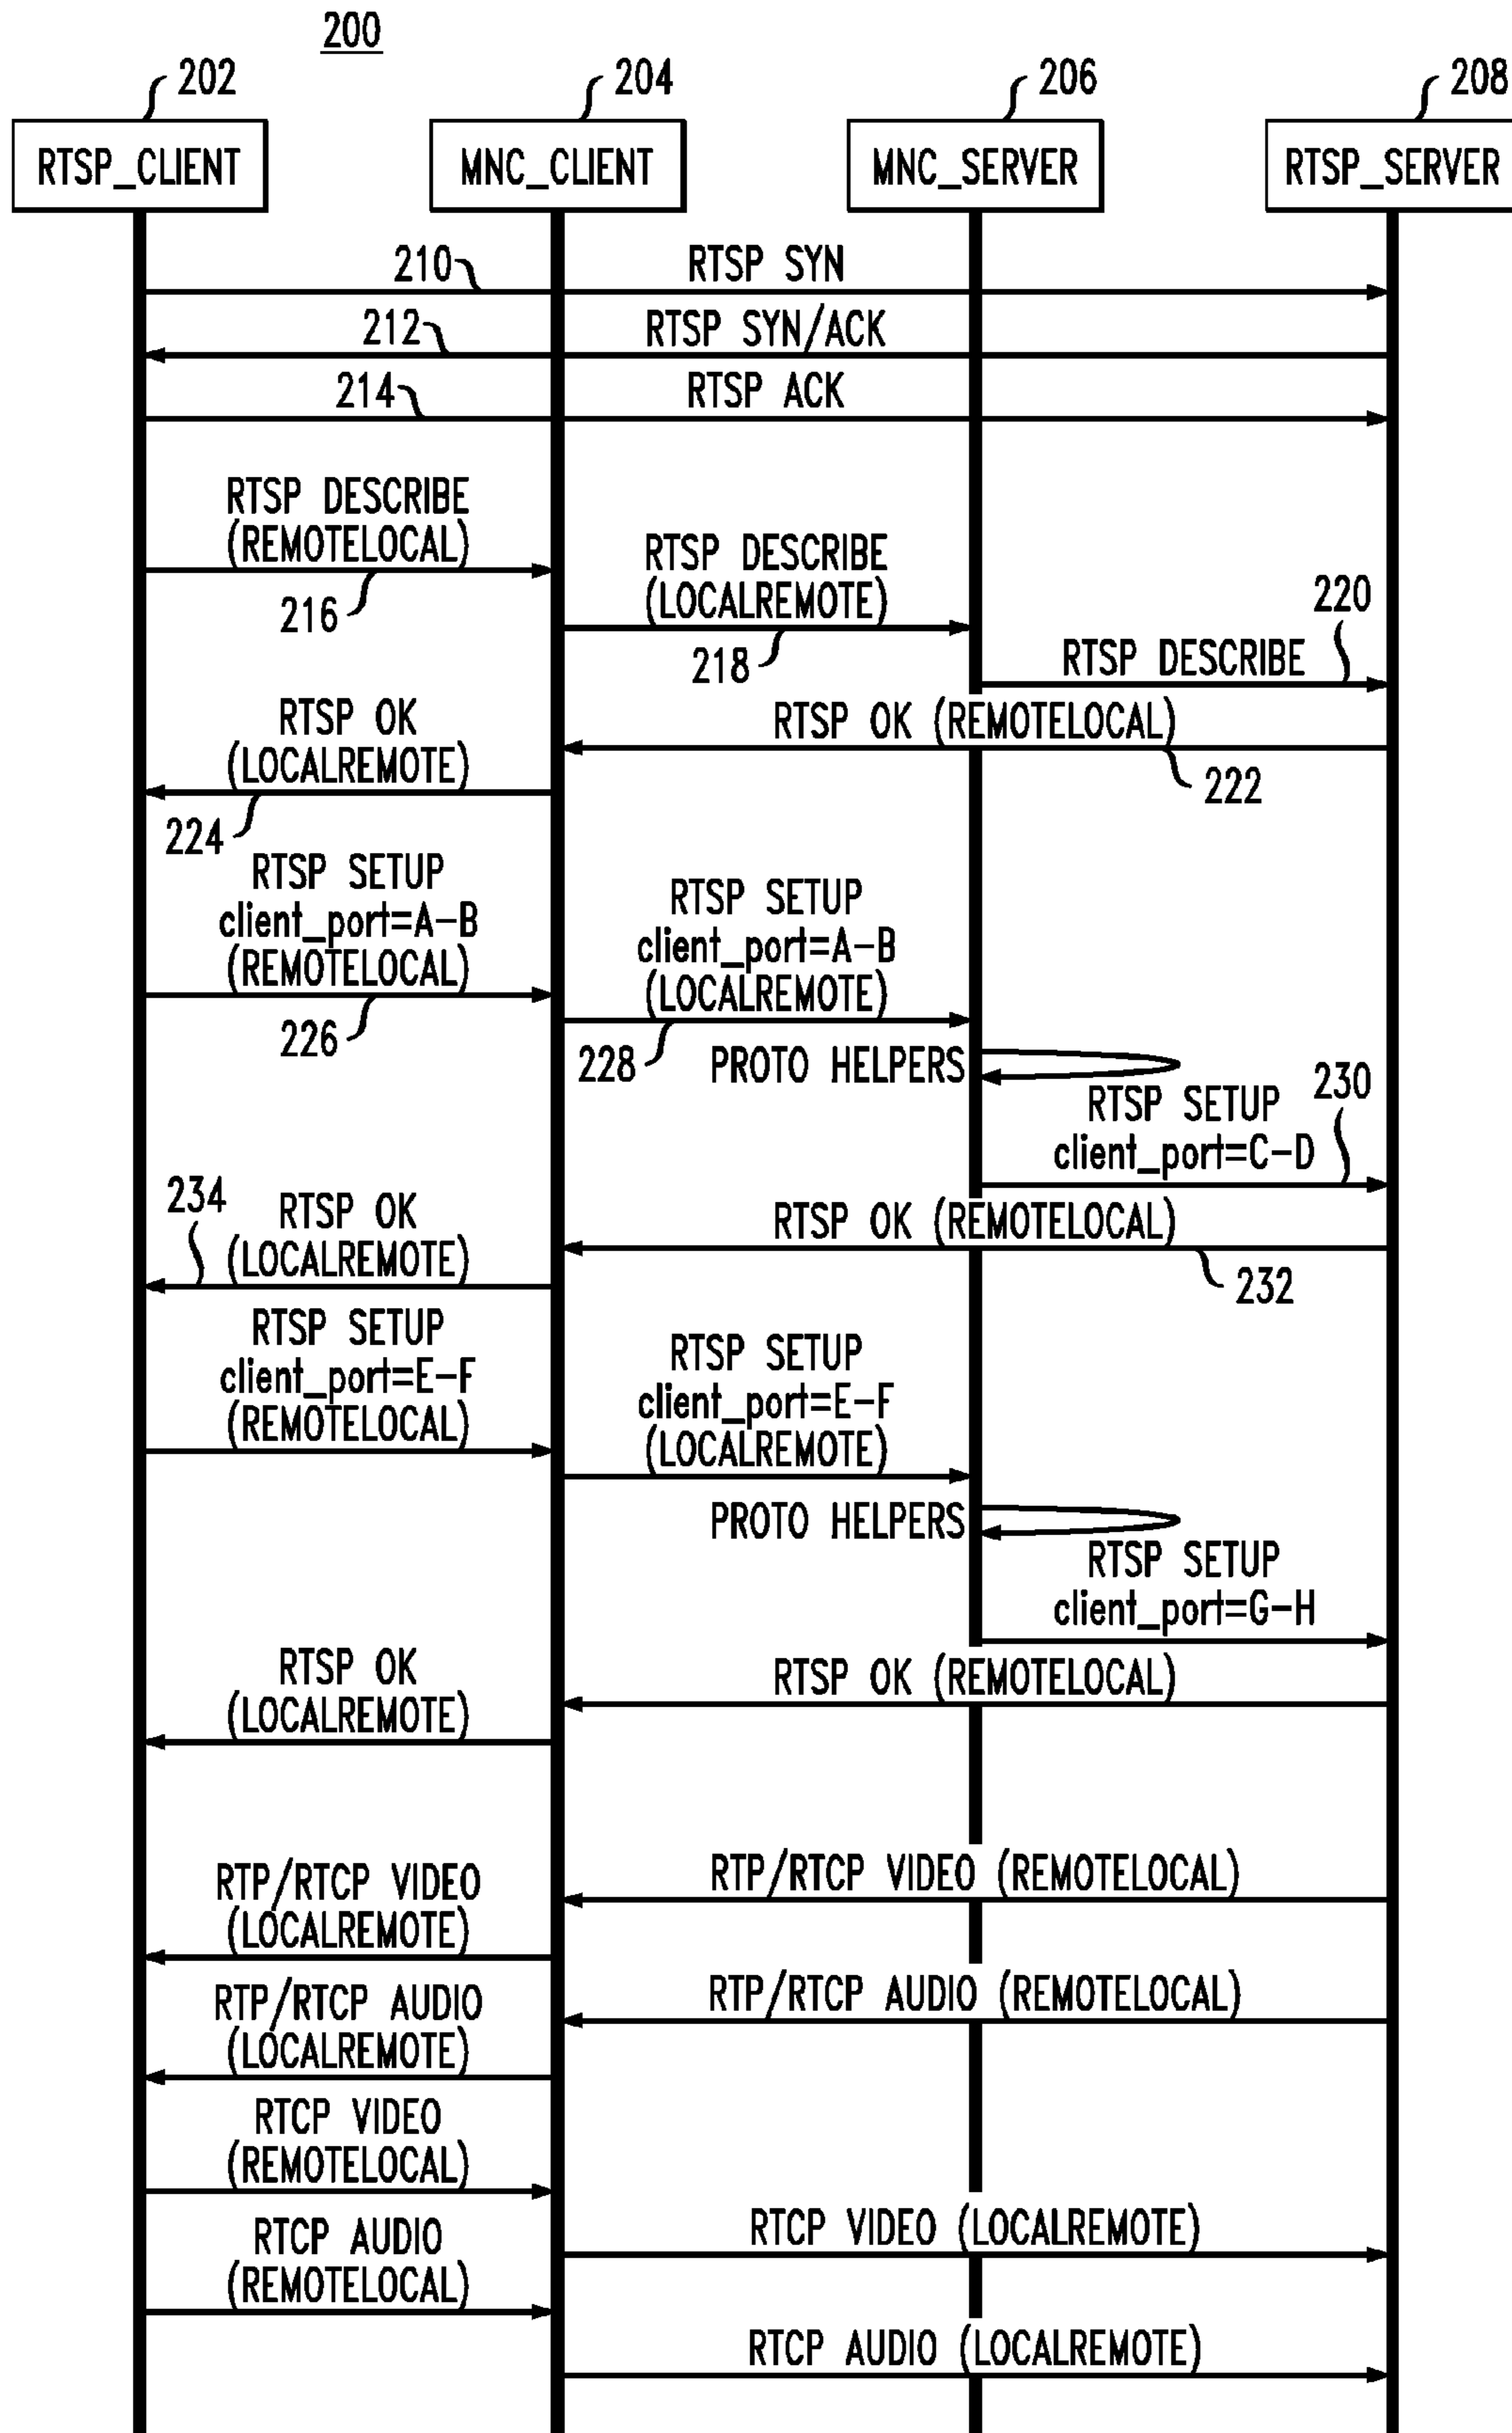 200
202
204
206
208
RTSP_CLIENT
MNC_CLIENT
MNC_SERVER
RTSP_SERVER
210
RTSP SYN
212
RTSP SYN/ACK
214
RTSP ACK
RTSP DESCRIBE
(REMOTELOCAL)
216
RTSP DESCRIBE
(LOCALREMOTE)
218
220
RTSP DESCRIBE
RTSP OK (REMOTELOCAL)
222
RTSP OK
(LOCALREMOTE)
224
RTSP SETUP
client_port=A-B
(REMOTELOCAL)
226
RTSP SETUP
client_port=A-B
(LOCALREMOTE)
228
PROTO HELPERS
230
RTSP SETUP
client_port=C-D
RTSP OK (REMOTELOCAL)
232
234
RTSP OK
(LOCALREMOTE)
RTSP SETUP
client_port=E-F
(REMOTELOCAL)
RTSP SETUP
client_port=E-F
(LOCALREMOTE)
PROTO HELPERS
RTSP SETUP
client_port=G-H
RTSP OK (REMOTELOCAL)
RTSP OK
(LOCALREMOTE)
RTP/RTCP VIDEO (REMOTELOCAL)
RTP/RTCP VIDEO
(LOCALREMOTE)
RTP/RTCP AUDIO (REMOTELOCAL)
RTP/RTCP AUDIO
(LOCALREMOTE)
RTCP VIDEO
(REMOTELOCAL)
RTCP VIDEO (LOCALREMOTE)
RTCP AUDIO
(REMOTELOCAL)
RTCP AUDIO (LOCALREMOTE)